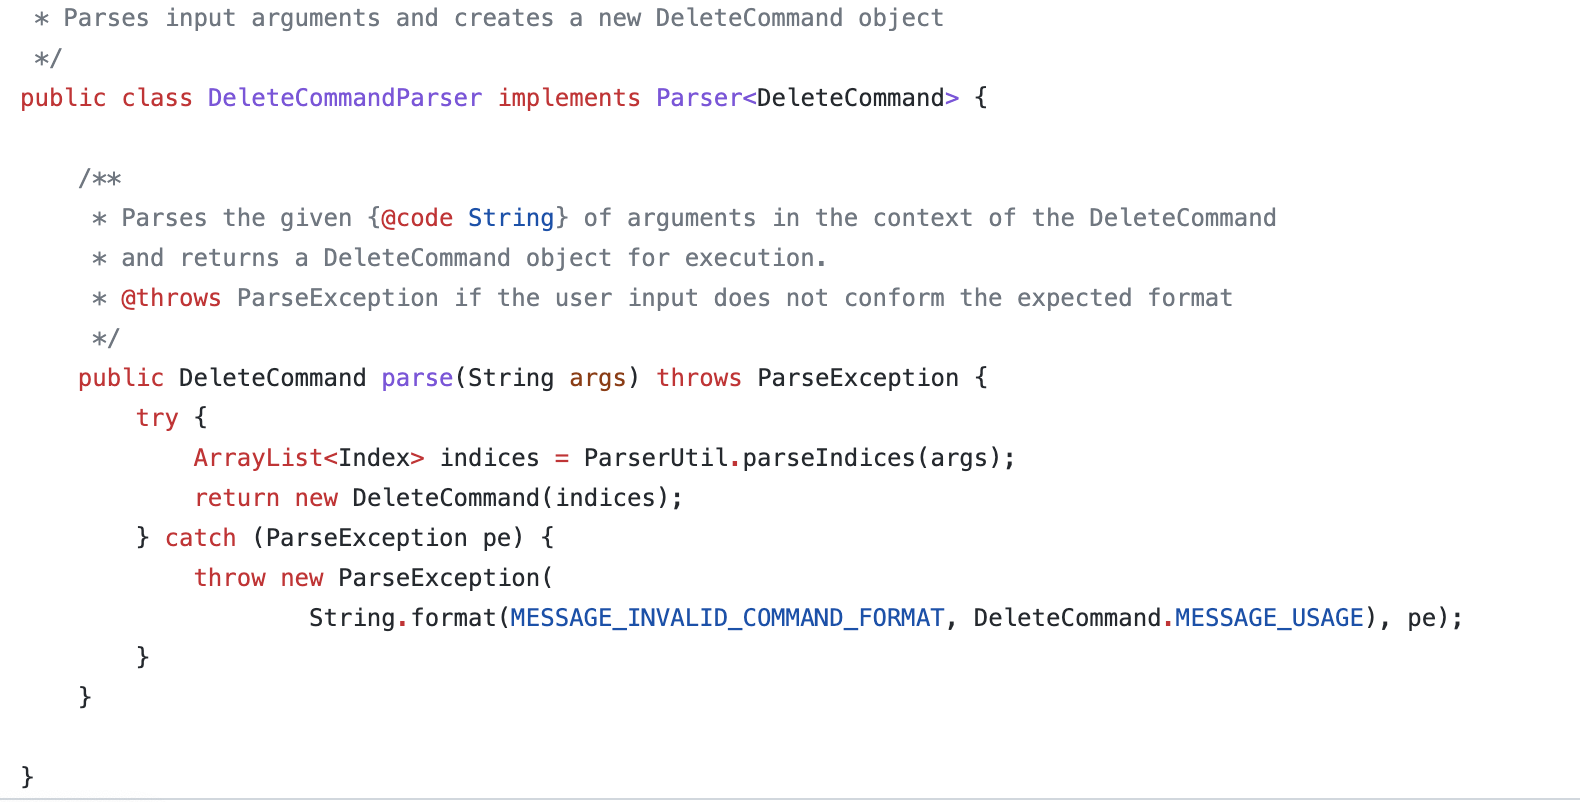 * Parses input arguments and creates a new DeleteCommand object
*/
public class DeleteCommandParser implements Parser<DeleteCommand> {
/**
* Parses the given {@code String} of arguments in the context of the DeleteCommand
* and returns a DeleteCommand object for execution.
* @throws ParseException if the user input does not conform the expected format
*/
public DeleteCommand parse(String args) throws ParseException {
try {
ArrayList<Index> indices = ParserUtil.parseIndices(args);
return new DeleteCommand(indices);
} catch (ParseException pe) {
throw new ParseException(
String.format(MESSAGE_INVALID_COMMAND_FORMAT, DeleteCommand.MESSAGE_USAGE), pe);
}
}
}